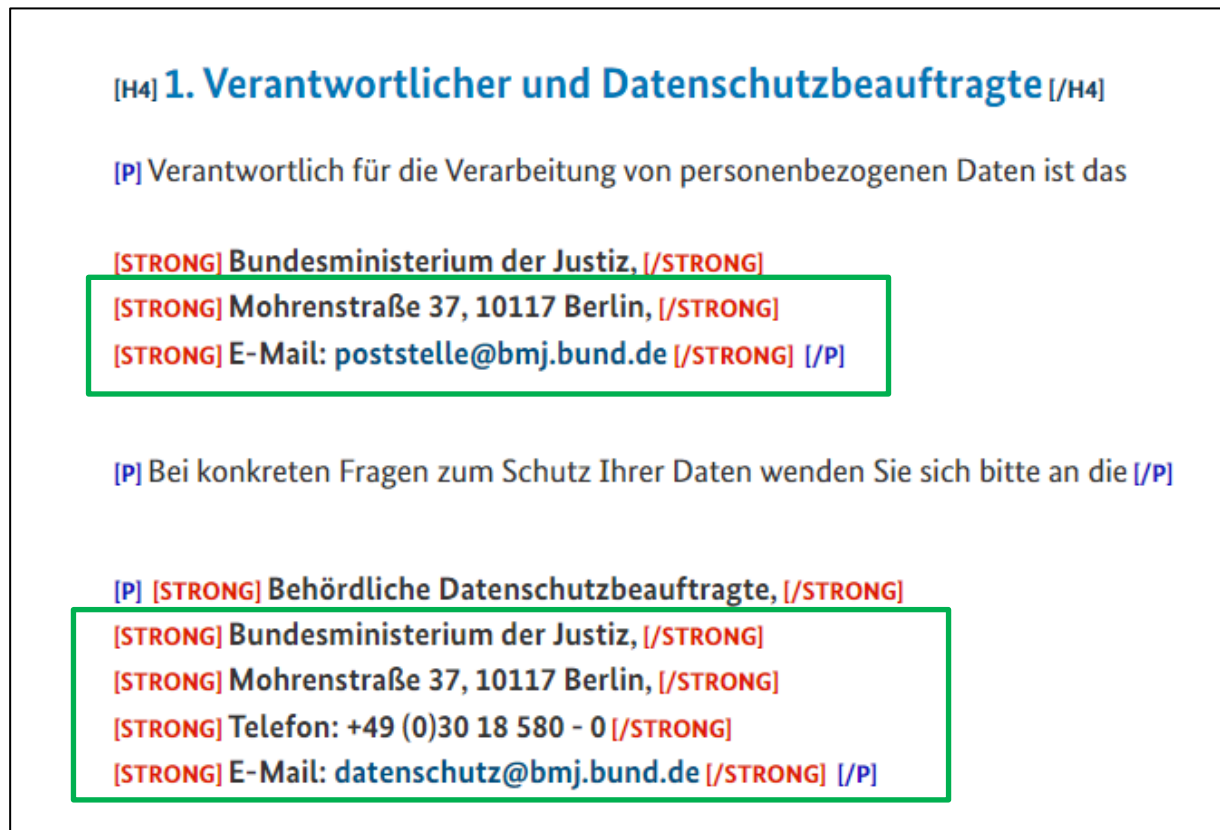 [H4] 1. Verantwortlicher und Datenschutzbeauftragte [/H4]
[P] Verantwortlich für die Verarbeitung von personenbezogenen Daten ist das
[STRONG] Bundesministerium der Justiz, [/STRONG]
[STRONG] Mohrenstraße 37, 10117 Berlin, [/STRONG]
[STRONG] E-Mail: poststelle@bmj.bund.de [/STRONG] [/P]
[P] Bei konkreten Fragen zum Schutz Ihrer Daten wenden Sie sich bitte an die [/P]
[P] [STRONG] Behördliche Datenschutzbeauftragte, [/STRONG]
[STRONG] Bundesministerium der Justiz, [/STRONG]
[STRONG] Mohrenstraße 37, 10117 Berlin, [/STRONG]
[STRONG] Telefon: +49 (0)30 18 580 - 0 [/STRONG]
[STRONG] E-Mail: datenschutz@bmj.bund.de [/STRONG] [/P]